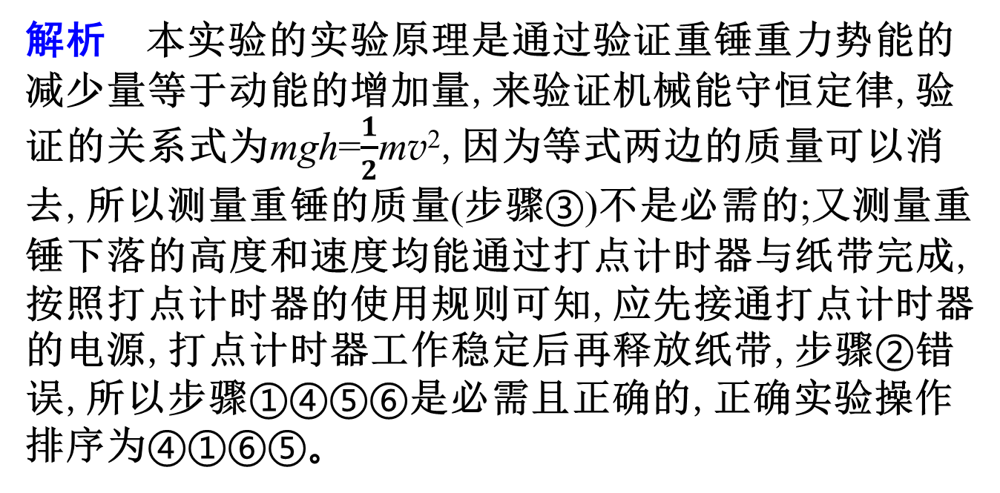 解析　本实验的实验原理是通过验证重锤重力势能的
减少量等于动能的增加量,来验证机械能守恒定律,验
证的关系式为mgh=\frac{1}{2}mv²,因为等式两边的质量可以消
去,所以测量重锤的质量(步骤③)不是必需的;又测量重
锤下落的高度和速度均能通过打点计时器与纸带完成,
按照打点计时器的使用规则可知,应先接通打点计时器
的电源,打点计时器工作稳定后再释放纸带,步骤②错
误,所以步骤①④⑤⑥是必需且正确的,正确实验操作
排序为④①⑥⑤。